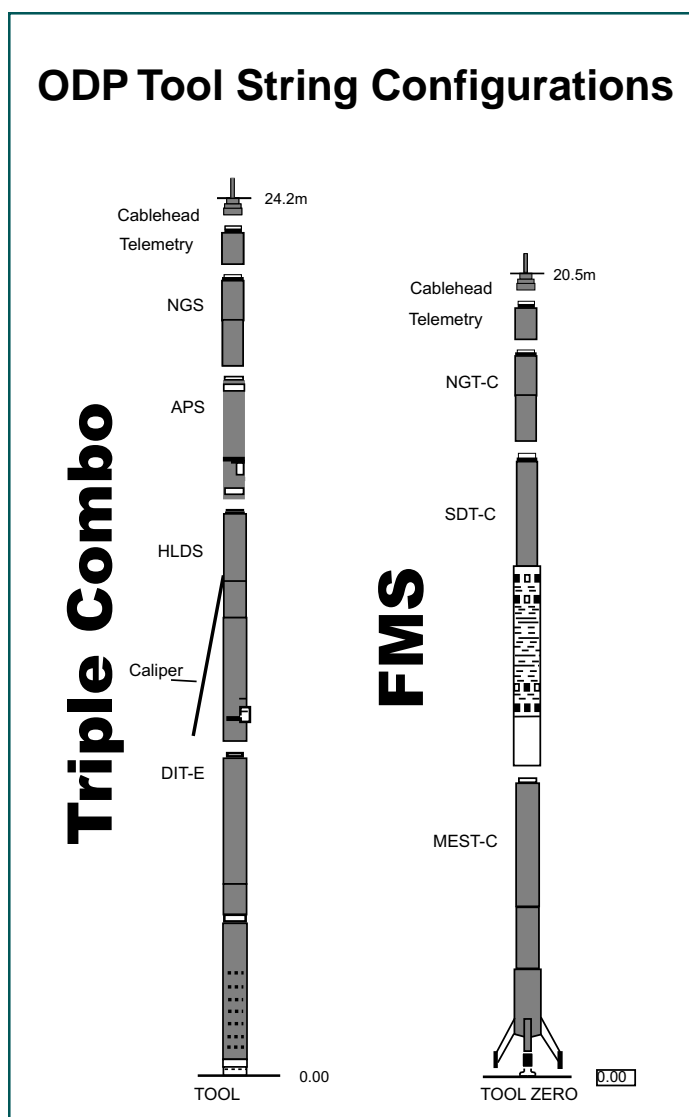 ODP Tool String Configurations
Triple Combo
24.2m
Cablehead
Telemetry
NGS
APS
HLDS
Caliper
DIT-E
0.00
TOOL
FMS
20.5m
Cablehead
Telemetry
NGT-C
SDT-C
MEST-C
0.00
TOOL ZERO